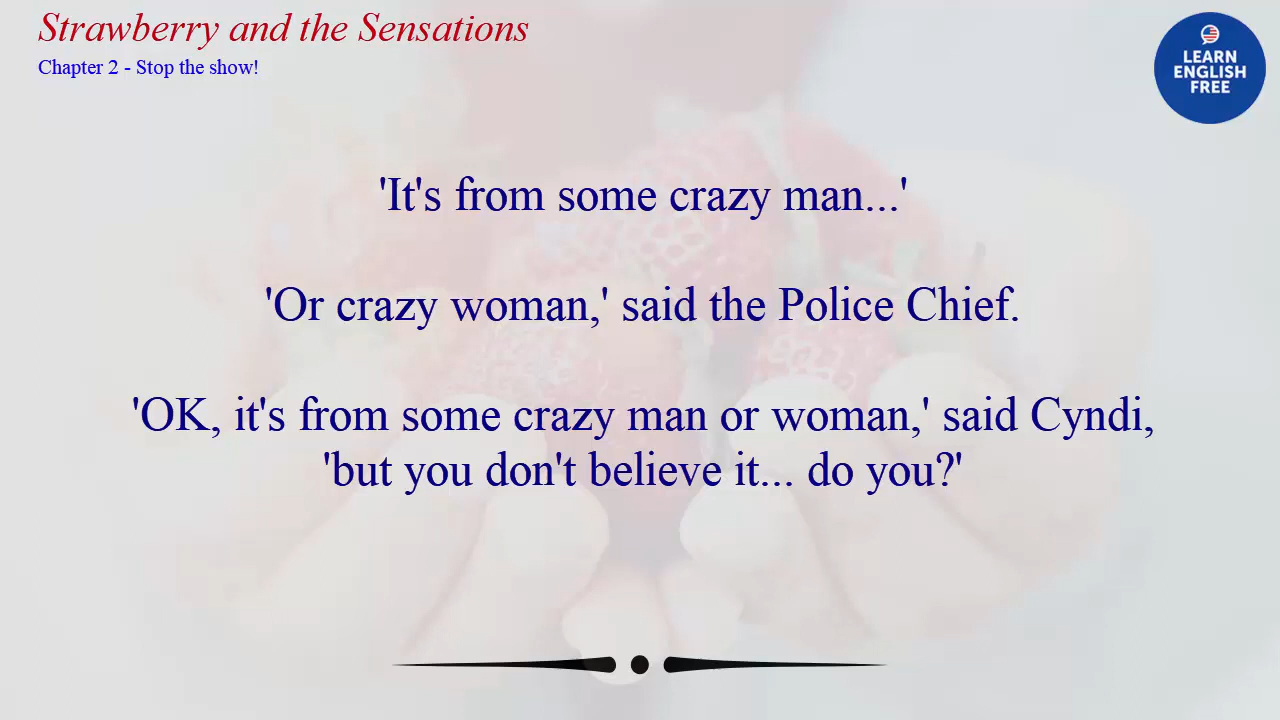 Strawberry and the Sensations
Chapter 2 - Stop the show!
LEARN
ENGLISH
FREE
'It's from some crazy man...'
'Or crazy woman,' said the Police Chief.
'OK, it's from some crazy man or woman,' said Cyndi,
'but you don't believe it... do you?'